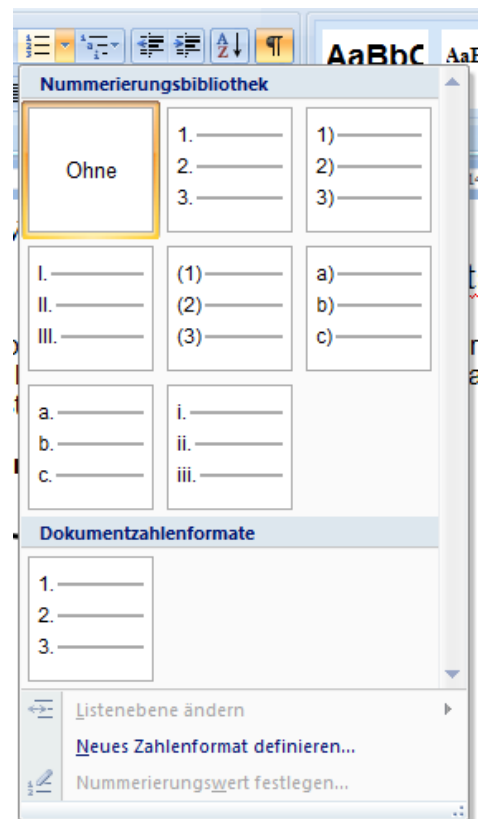 AaBbC AaB
Nummerierungsbibliothek
Ohne
1.
2.
3.
1)
2)
3)
I.
II.
III.
(1)
(2)
(3)
a)
b)
c)
a.
b.
c.
i.
ii.
iii.
Dokumentzahlenformate
1.
2.
3.
Listenebene ändern
Neues Zahlenformat definieren...
Nummerierungswert festlegen...